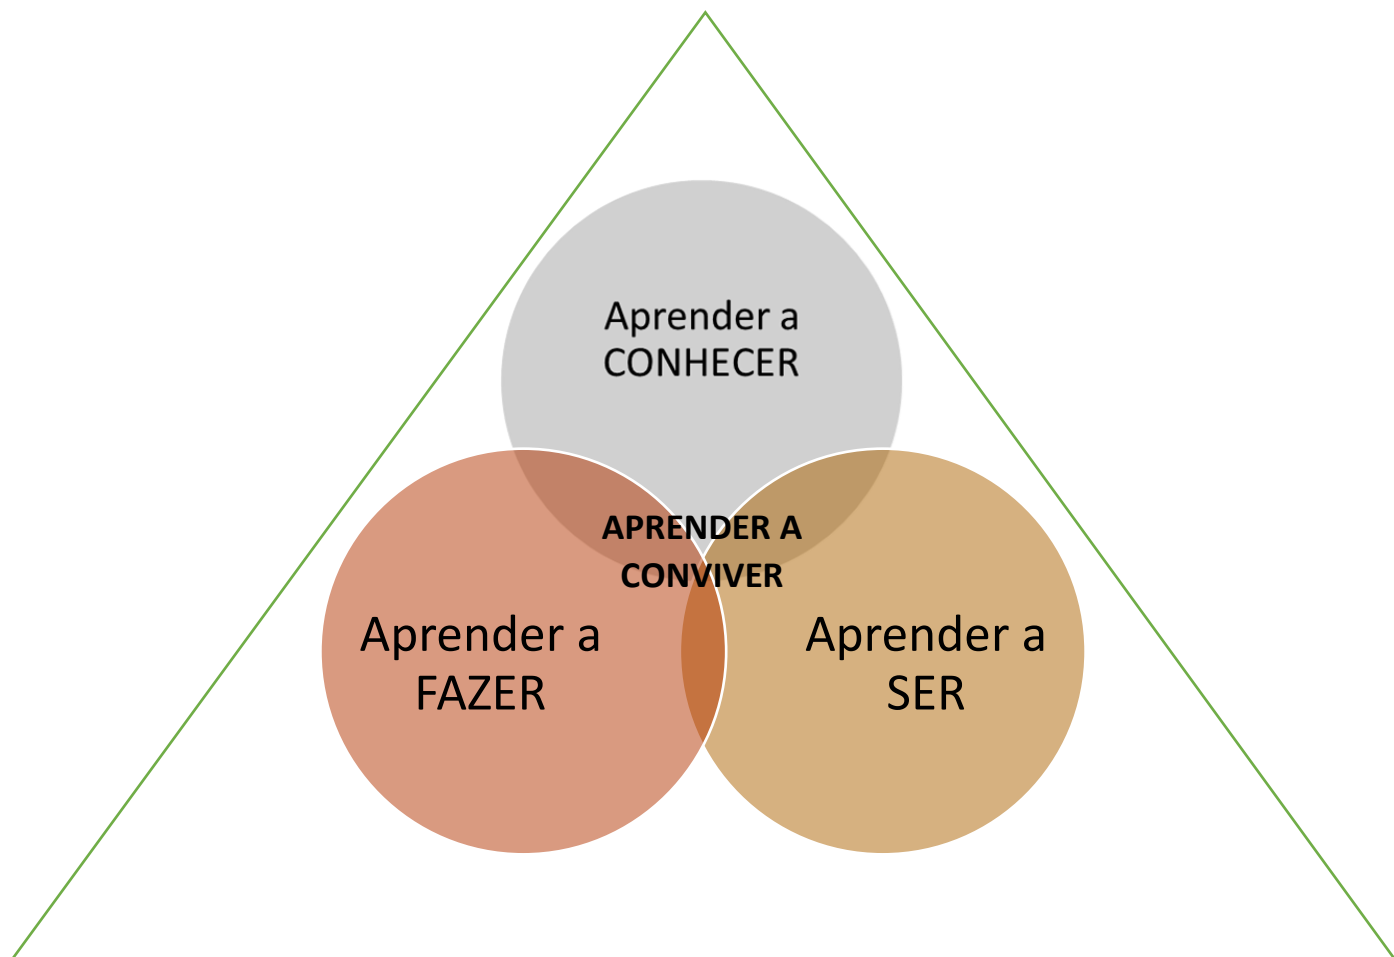 Aprender a
CONHECER
APRENDER A
CONVIVER
Aprender a
FAZER
Aprender a
SER